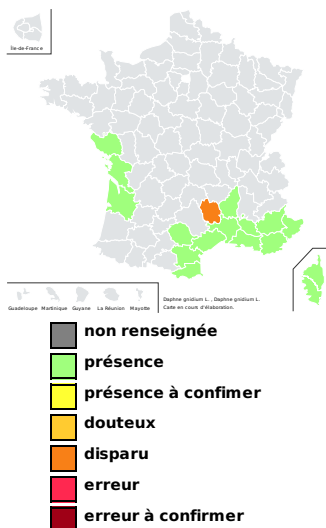 Île-de-France
Guadeloupe Martinique Guyane La Réunion Mayotte
Daphne gnidium L. , Daphne gnidium L.
Carte en cours d'élaboration.
non renseignée
présence
présence à confimer
douteux
disparu
erreur
erreur à confirmer